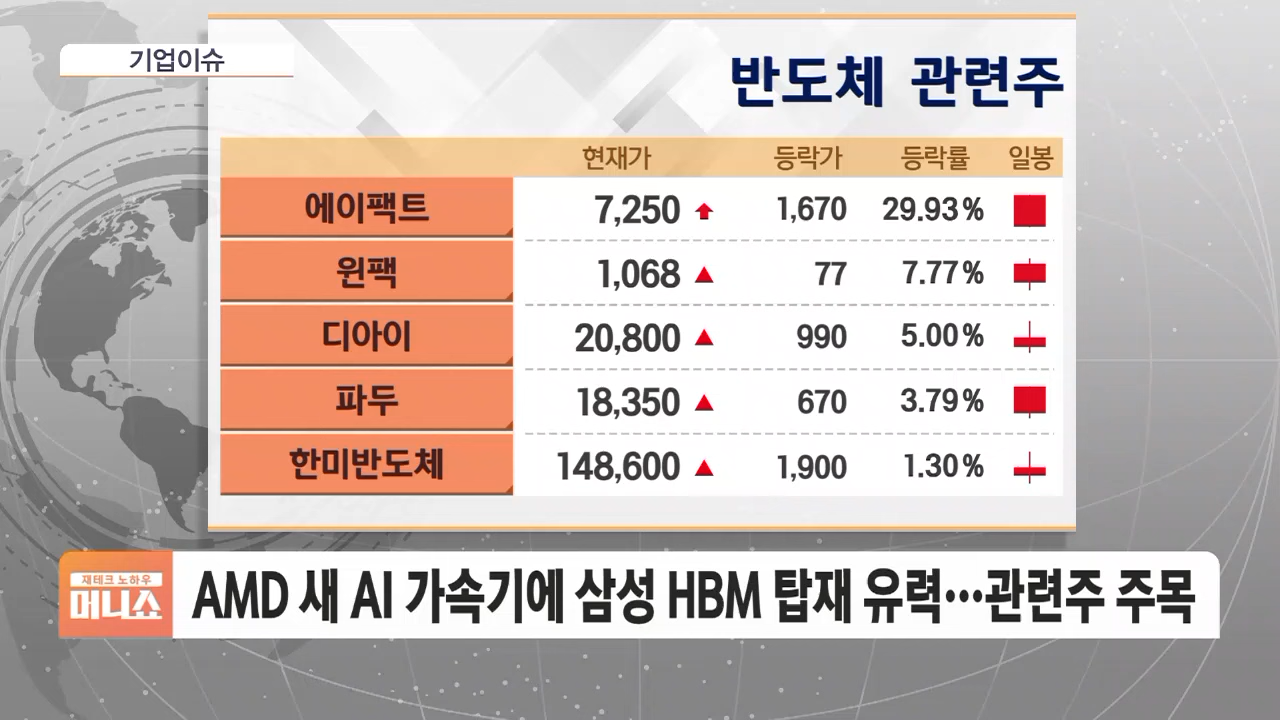 기업이슈
반도체 관련주
현재가 등락가 등락률 일봉
에이팩트 7,250 1,670 29.93%
윈팩 1,068 77 7.77%
디아이 20,800 990 5.00%
파두 18,350 670 3.79%
한미반도체 148,600 1,900 1.30%
재테크 노하우
머니쇼
AMD 새 AI 가속기에 삼성 HBM 탑재 유력…관련주 주목